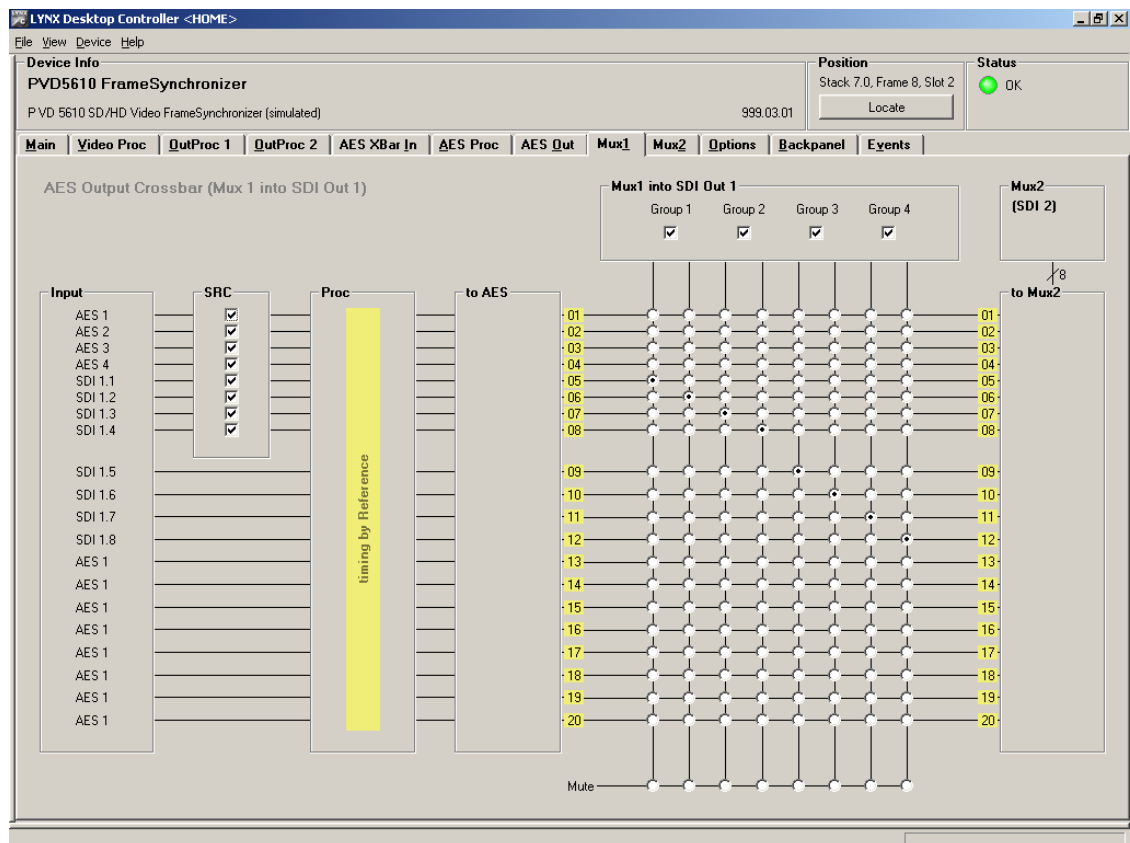 LYNX Desktop Controller <HOME>
File View Device Help
Device Info
PVD5610 FrameSynchronizer
P VD 5610 SD/HD Video FrameSynchronizer (simulated) 999.03.01
Position
Stack 7.0, Frame 8, Slot 2
Locate
Status
OK
Main Video Proc OutProc 1 OutProc 2 AES XBar In AES Proc AES Out Mux1 Mux2 Options Backpanel Events
AES Output Crossbar (Mux 1 into SDI Out 1)
Mux1 into SDI Out 1
Group 1 Group 2 Group 3 Group 4
Mux2
(SDI 2)
8
Input SRC Proc to AES to Mux2
AES 1 01 01
AES 2 02 02
AES 3 03 03
AES 4 04 04
SDI 1.1 05 05
SDI 1.2 06 06
SDI 1.3 07 07
SDI 1.4 08 08
SDI 1.5 09 09
SDI 1.6 10 10
SDI 1.7 11 11
SDI 1.8 12 12
AES 1 13 13
AES 1 14 14
AES 1 15 15
AES 1 16 16
AES 1 17 17
AES 1 18 18
AES 1 19 19
AES 1 20 20
timing by Reference
Mute